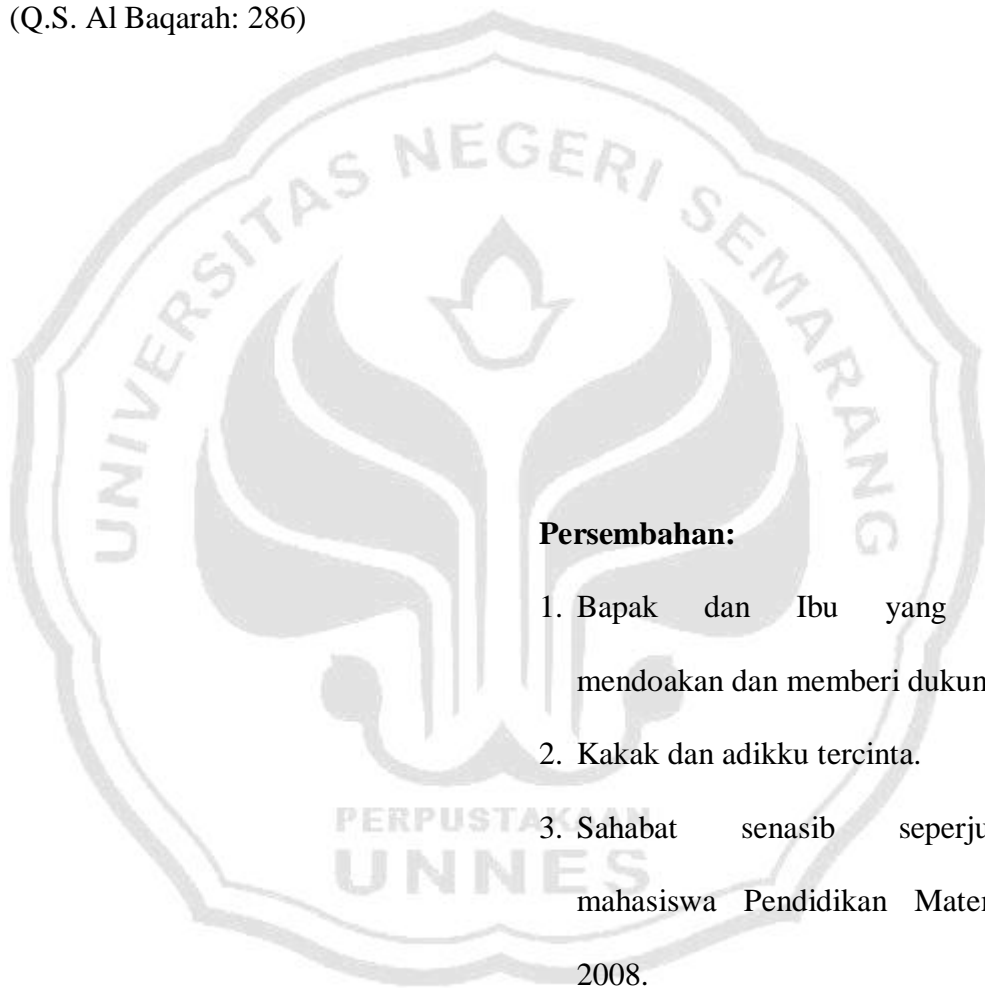 (Q.S. Al Baqarah: 286)
UNIVERSITAS NEGERI SEMARANG
Persembahan:
1. Bapak dan Ibu yang
mendoakan dan memberi
2. Kakak dan adikku tercinta.
3. Sahabat senasib
mahasiswa Pendidikan
2008.
PERPUSTAKAAN
UNNES